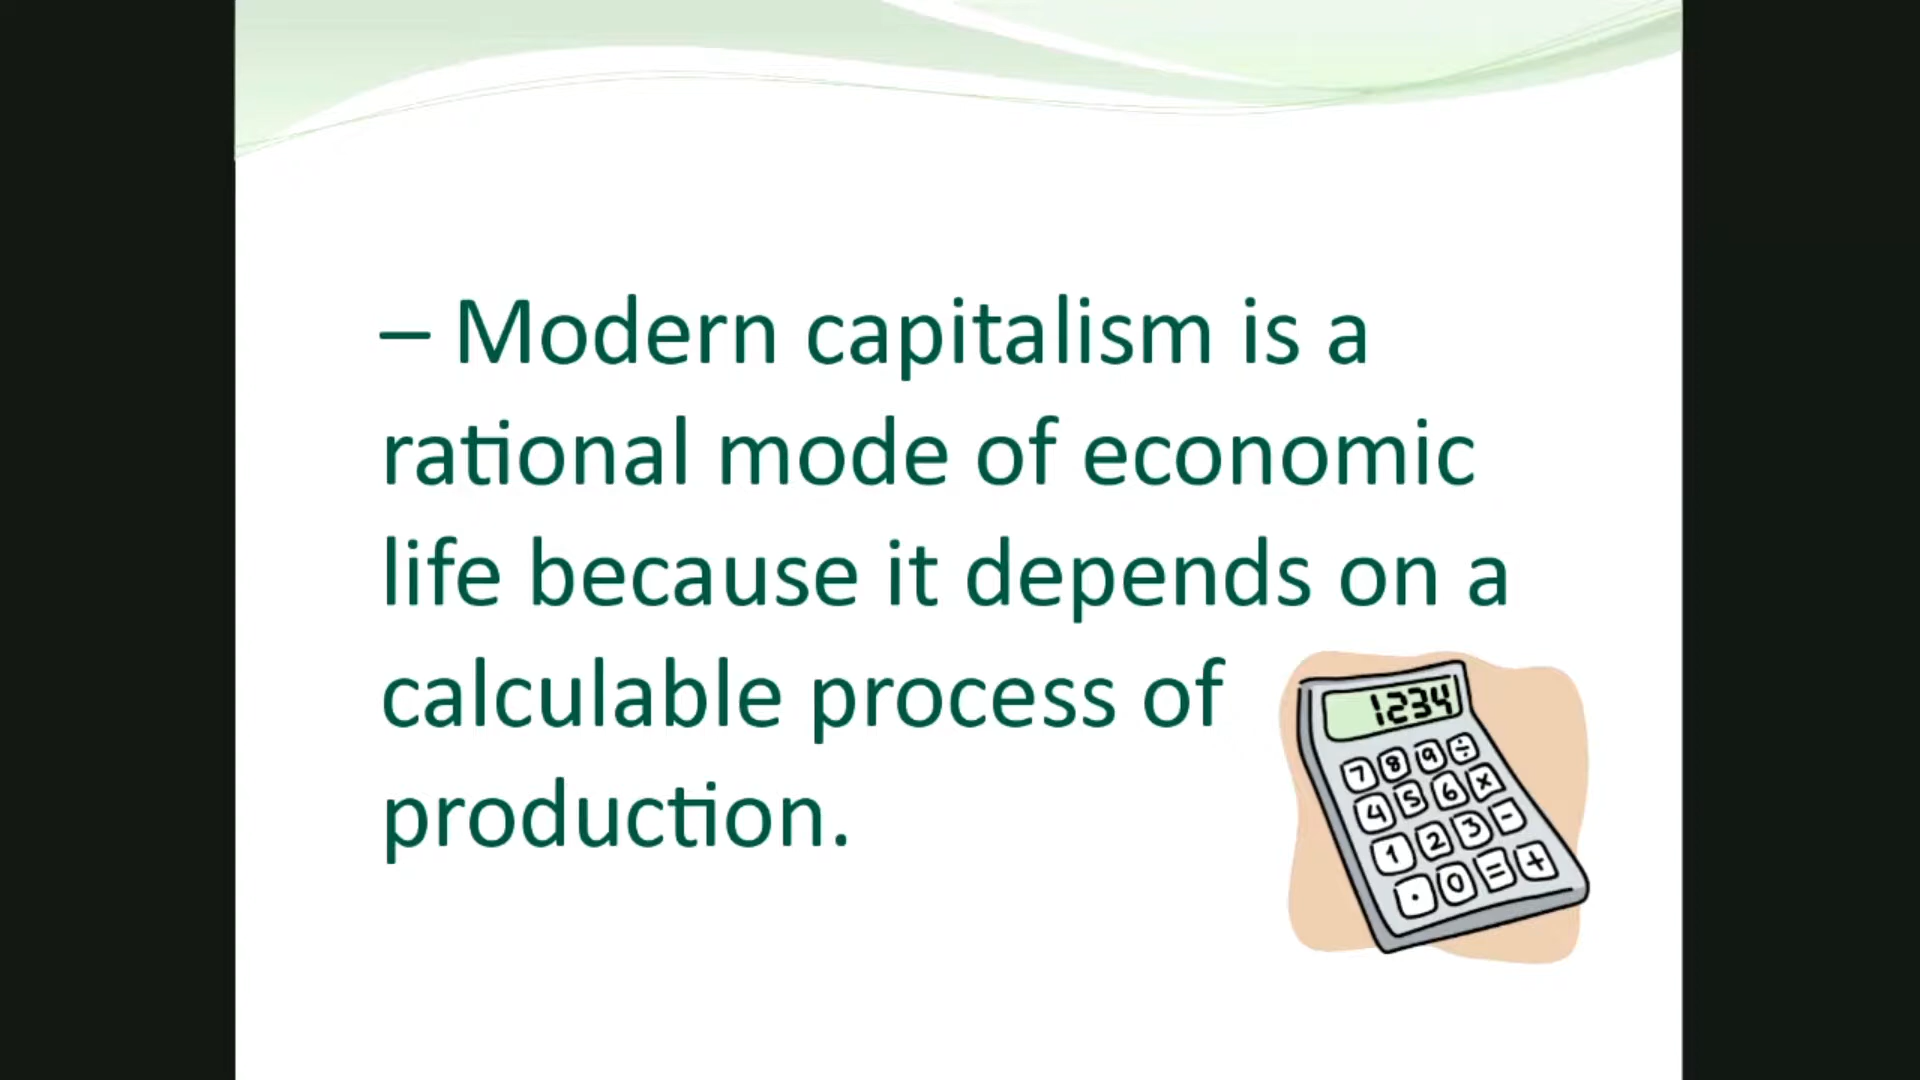 – Modern capitalism is a
rational mode of economic
life because it depends on a
calculable process of
production.
1234
7 8 9 ÷
4 5 6 ×
1 2 3 -
. 0 = +